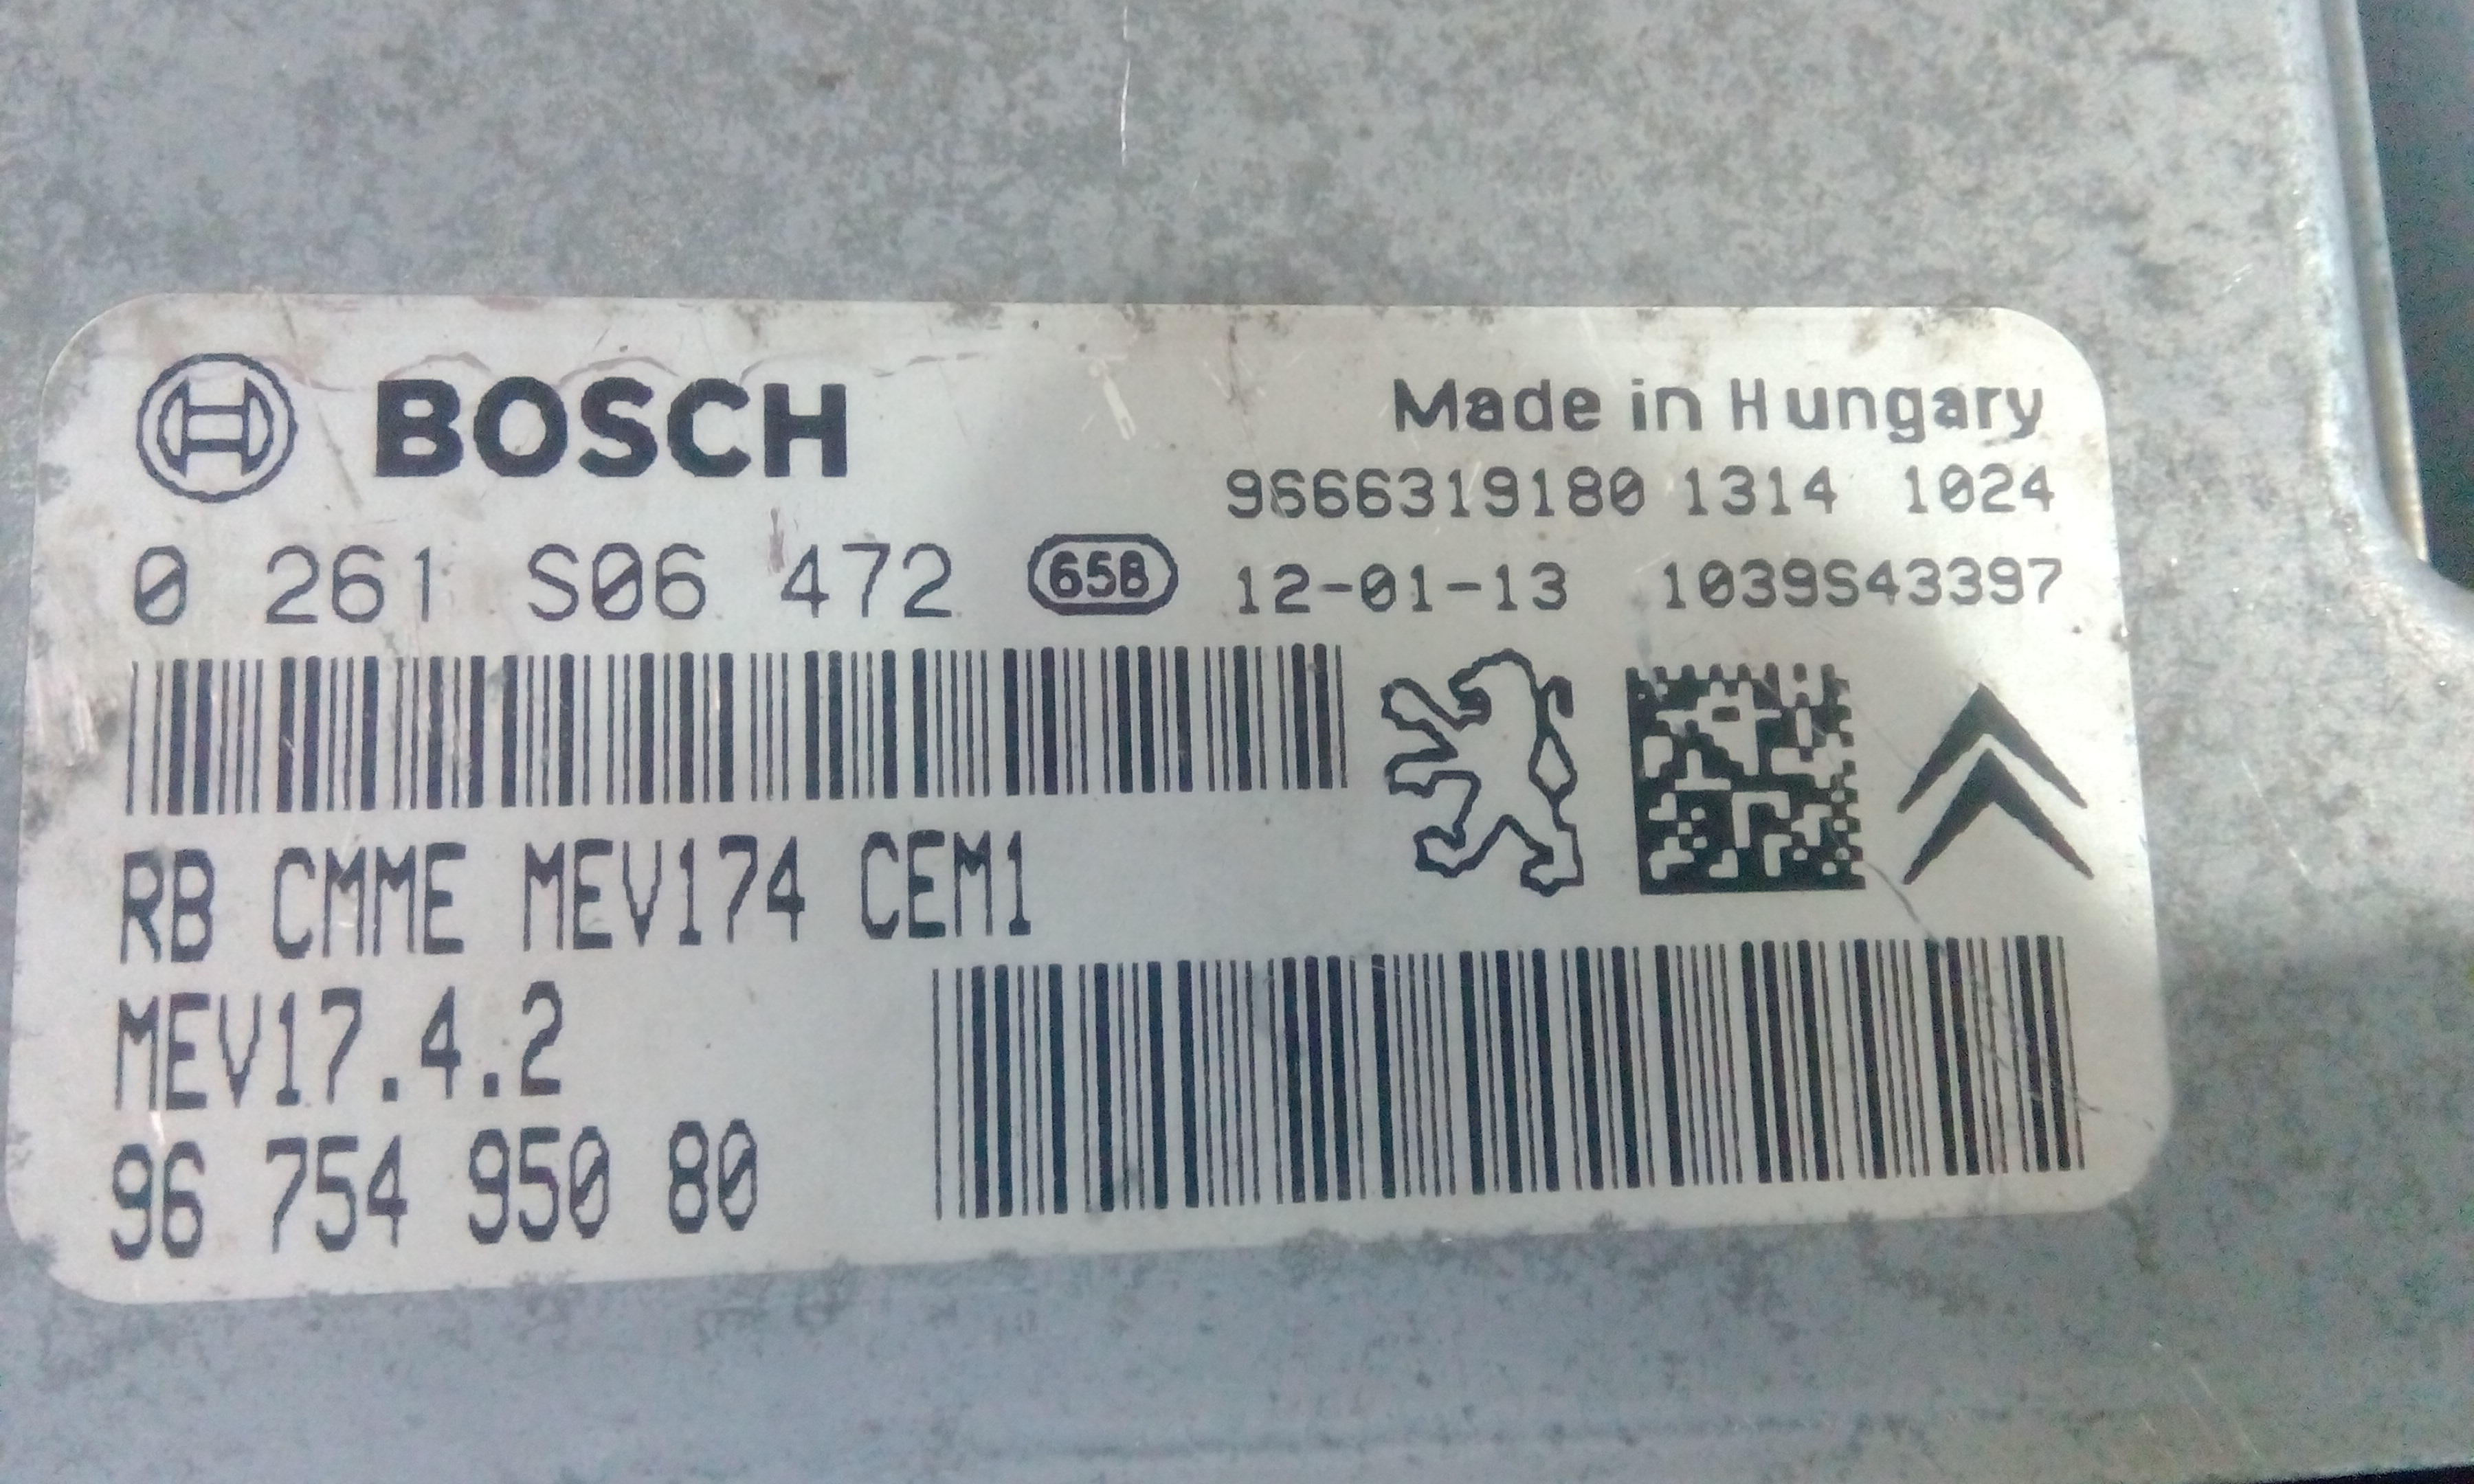 BOSCH
Made in Hungary
9666319180 1314 1024
0 261 S06 472 658 12-01-13 1039S43397
RB CMME MEV174 CEM1
MEV17.4.2
96 754 950 80